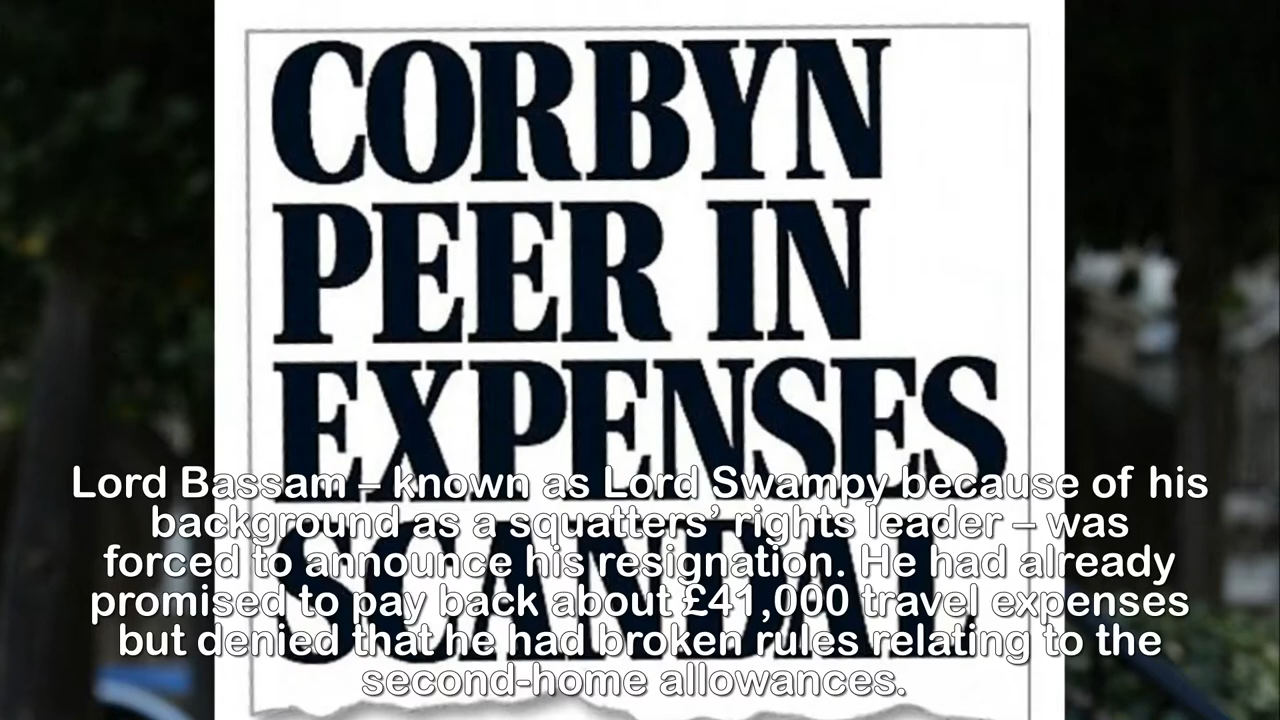 CORBYN
PEER IN
EXPENSES
SCANDAL
Lord Bassam – known as Lord Swampy because of his
background as a squatters’ rights leader – was
forced to announce his resignation. He had already
promised to pay back about £41,000 travel expenses
but denied that he had broken rules relating to the
second-home allowances.